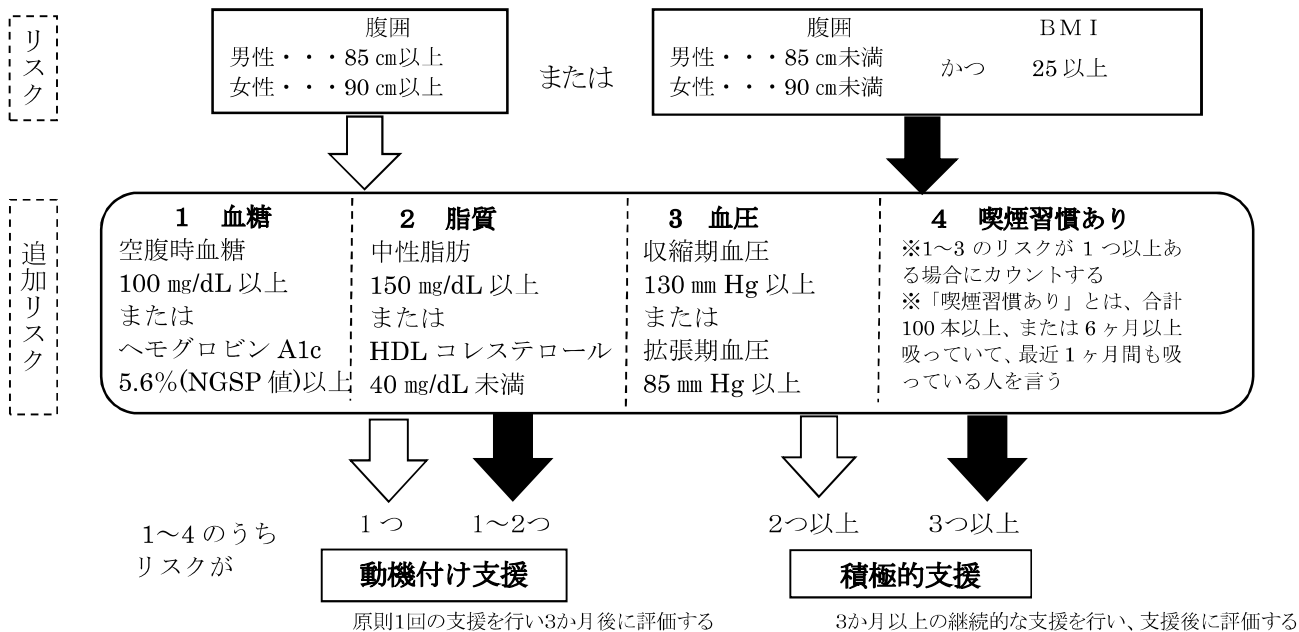 リスク
腹囲
男性・・・85 ㎝以上
女性・・・90 ㎝以上
または
腹囲
男性・・・85 ㎝未満
女性・・・90 ㎝未満
かつ
ＢＭＩ
25 以上
追加リスク
1　血糖
空腹時血糖
100 ㎎/dL 以上
または
ヘモグロビン A1c
5.6％(NGSP 値)以上
2　脂質
中性脂肪
150 ㎎/dL 以上
または
HDL コレステロール
40 ㎎/dL 未満
3　血圧
収縮期血圧
130 ㎜ Hg 以上
または
拡張期血圧
85 ㎜ Hg 以上
4　喫煙習慣あり
※1～3 のリスクが 1 つ以上あ
る場合にカウントする
※「喫煙習慣あり」とは、合計
100 本以上、または 6 ヶ月以上
吸っていて、最近 1 ヶ月間も吸
っている人を言う
1～4 のうち
リスクが
1 つ
1～2つ
2つ以上
3つ以上
動機付け支援
積極的支援
原則1回の支援を行い3か月後に評価する
3か月以上の継続的な支援を行い、支援後に評価する